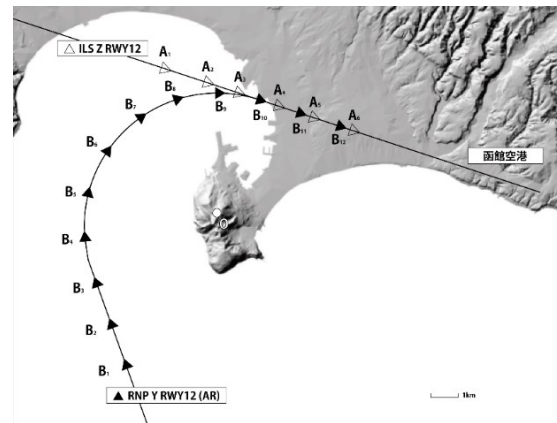 △ ILS Z RWY12
A₁
A₂
A₃
A₄
A₅
A₆
B₈
B₇
B₉
B₁₀
B₁₁
B₁₂
B₆
函館空港
B₅
O
B₄
B₃
B₂
B₁
▲ RNP Y RWY12 (AR)
1km